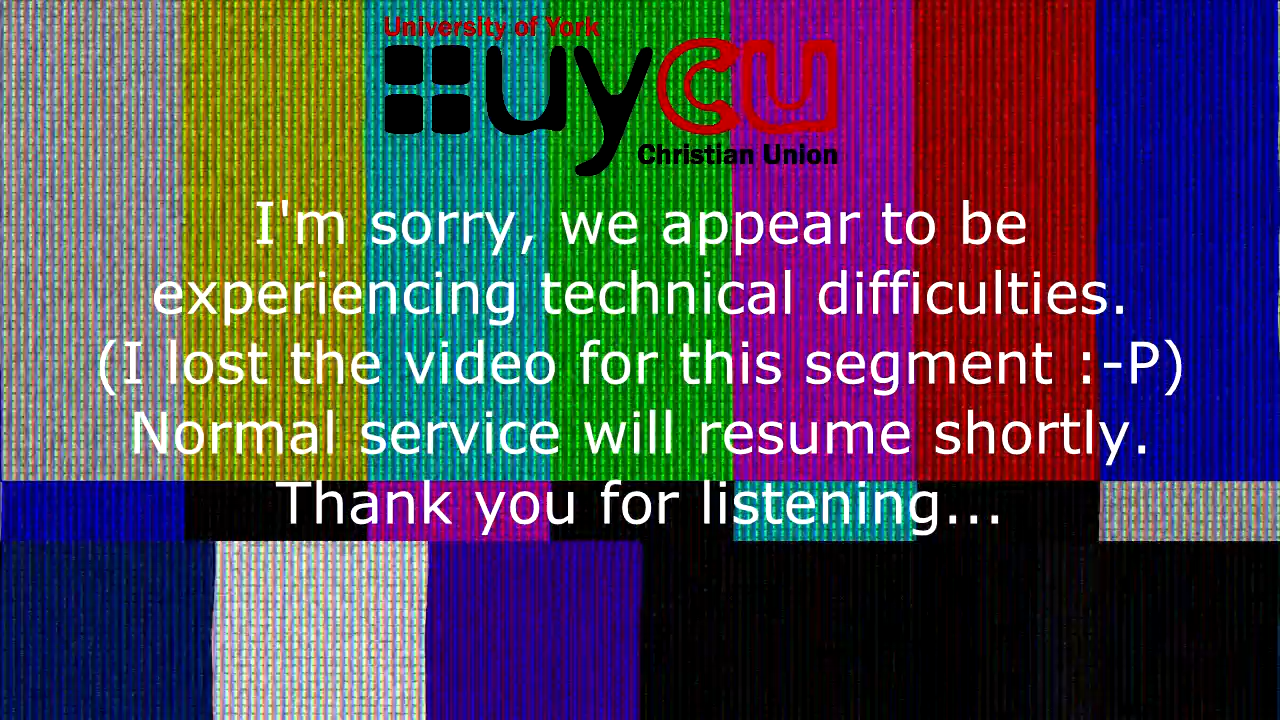 University of York
uycu
Christian Union
I'm sorry, we appear to be
experiencing technical difficulties.
(I lost the video for this segment :-P)
Normal service will resume shortly.
Thank you for listening...